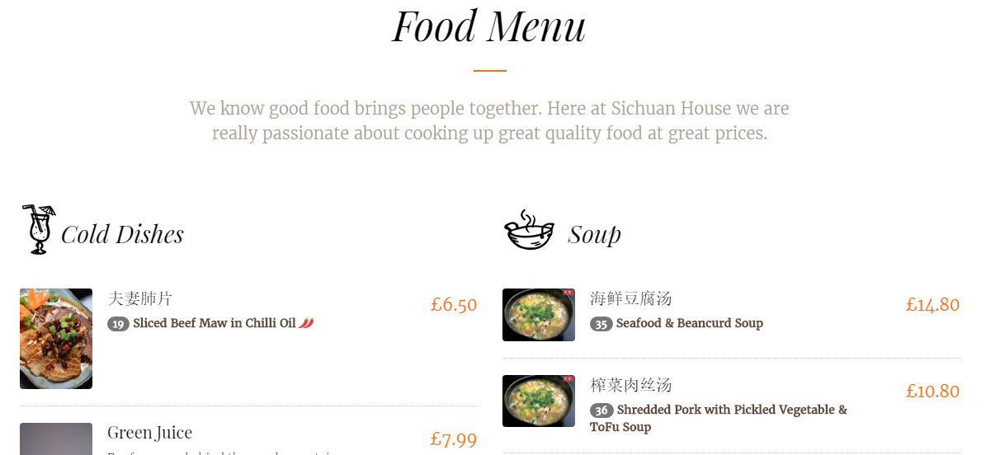 Food Menu
We know good food brings people together. Here at Sichuan House we are
really passionate about cooking up great quality food at great prices.
Cold Dishes
夫妻肺片
£6.50
19 Sliced Beef Maw in Chilli Oil
Green Juice
£7.99
Soup
海鲜豆腐汤
£14.80
35 Seafood & Beancurd Soup
榨菜肉丝汤
£10.80
36 Shredded Pork with Pickled Vegetable &
ToFu Soup